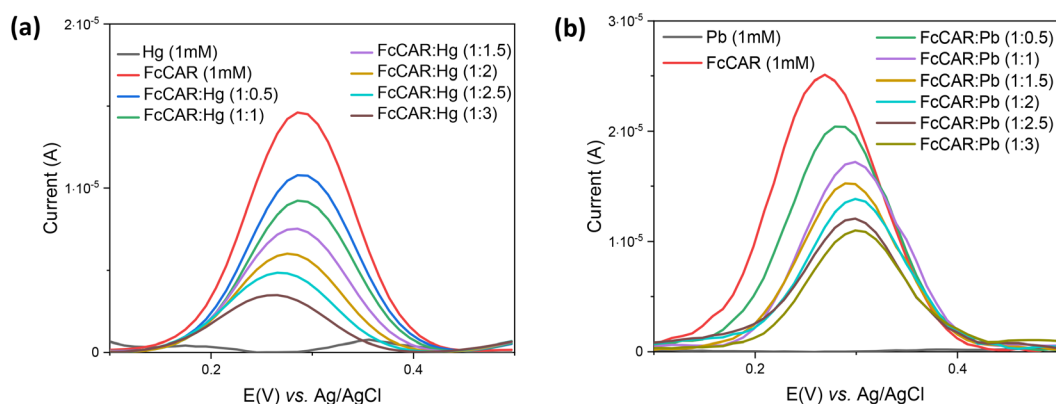 (a)
2·10⁻⁵
1·10⁻⁵
0
Current (A)
Hg (1mM)
FcCAR (1mM)
FcCAR:Hg (1:0.5)
FcCAR:Hg (1:1)
FcCAR:Hg (1:1.5)
FcCAR:Hg (1:2)
FcCAR:Hg (1:2.5)
FcCAR:Hg (1:3)
0.2
0.4
E(V) vs. Ag/AgCl
(b)
3·10⁻⁵
2·10⁻⁵
1·10⁻⁵
0
Current (A)
Pb (1mM)
FcCAR (1mM)
FcCAR:Pb (1:0.5)
FcCAR:Pb (1:1)
FcCAR:Pb (1:1.5)
FcCAR:Pb (1:2)
FcCAR:Pb (1:2.5)
FcCAR:Pb (1:3)
0.2
0.4
E(V) vs. Ag/AgCl